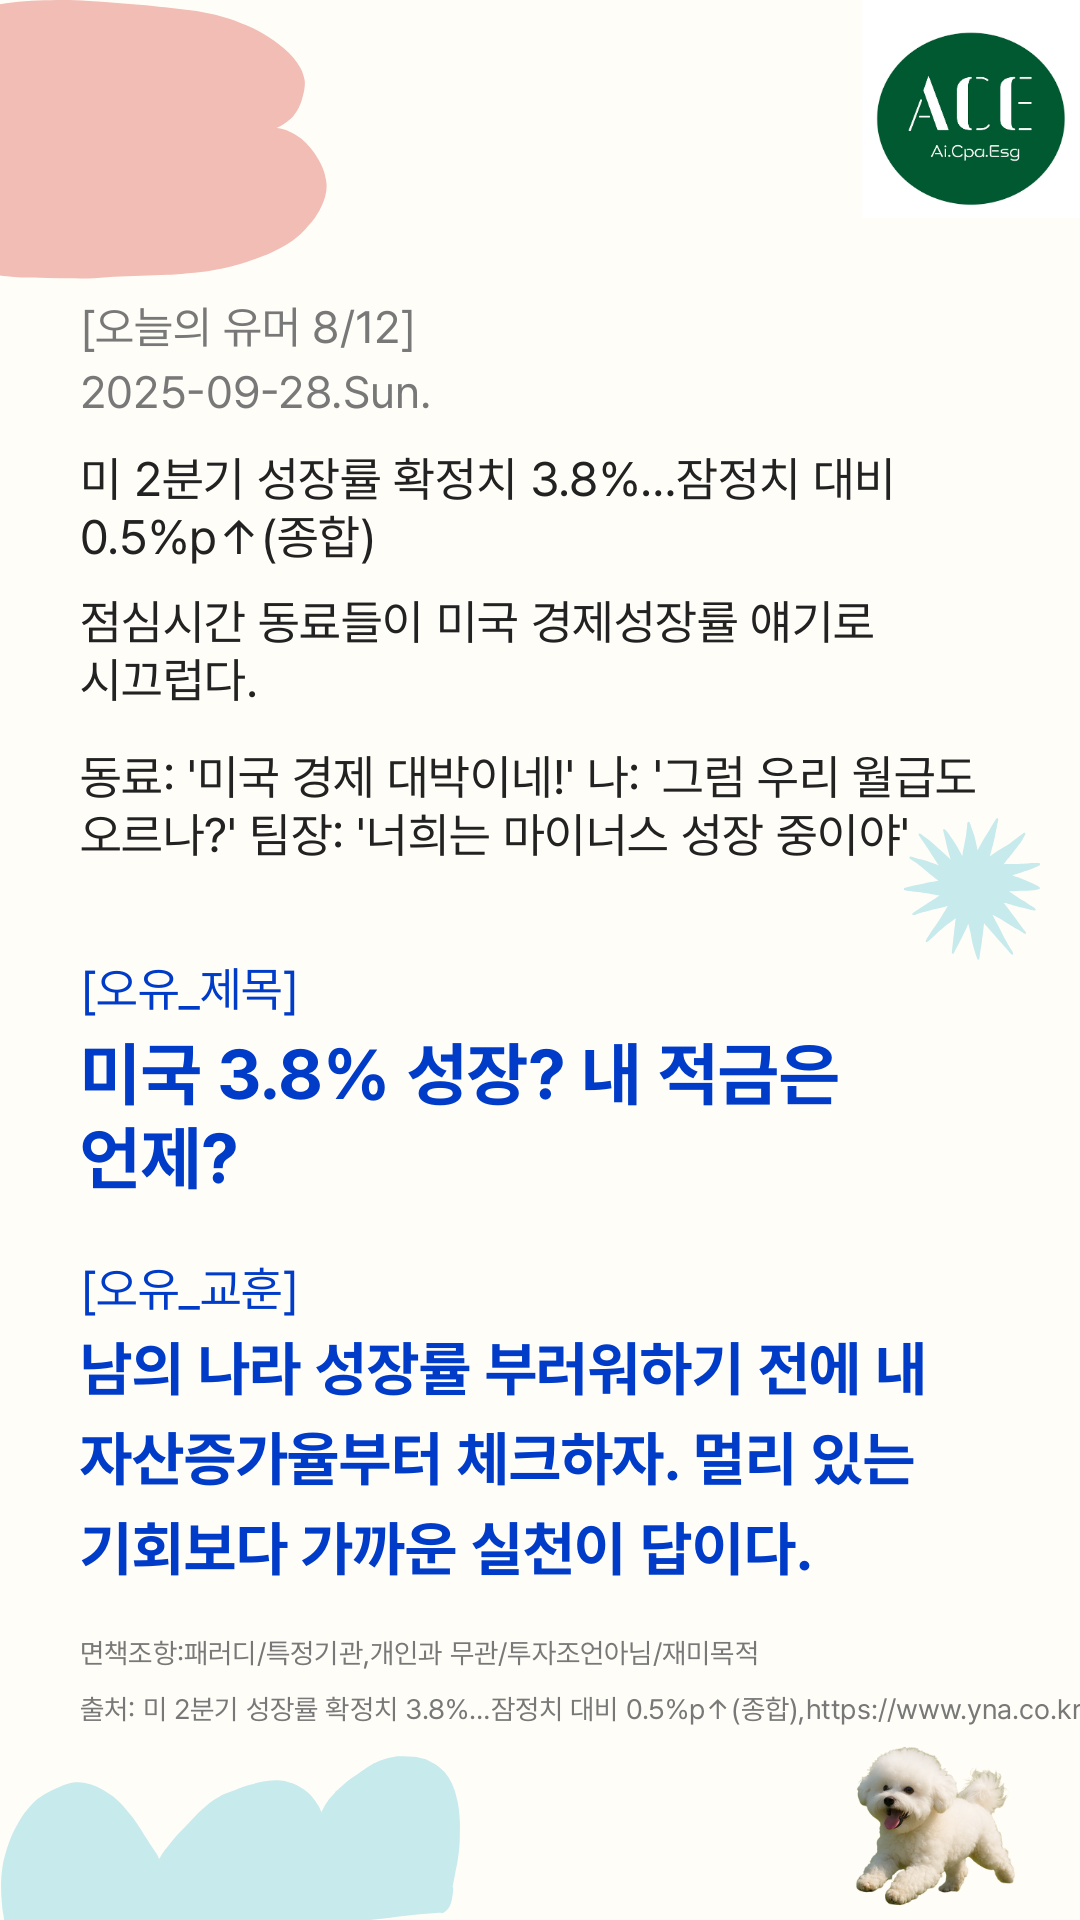 ACE
Ai.Cpa.Esg
[오늘의 유머 8/12]
2025-09-28.Sun.
미 2분기 성장률 확정치 3.8%...잠정치 대비
0.5%p↑(종합)
점심시간 동료들이 미국 경제성장률 얘기로
시끄럽다.
동료: '미국 경제 대박이네!' 나: '그럼 우리 월급도
오르나?' 팀장: '너희는 마이너스 성장 중이야'
[오유_제목]
미국 3.8% 성장? 내 적금은
언제?
[오유_교훈]
남의 나라 성장률 부러워하기 전에 내
자산증가율부터 체크하자. 멀리 있는
기회보다 가까운 실천이 답이다.
면책조항:패러디/특정기관,개인과 무관/투자조언아님/재미목적
출처: 미 2분기 성장률 확정치 3.8%...잠정치 대비 0.5%p↑(종합),https://www.yna.co.kr